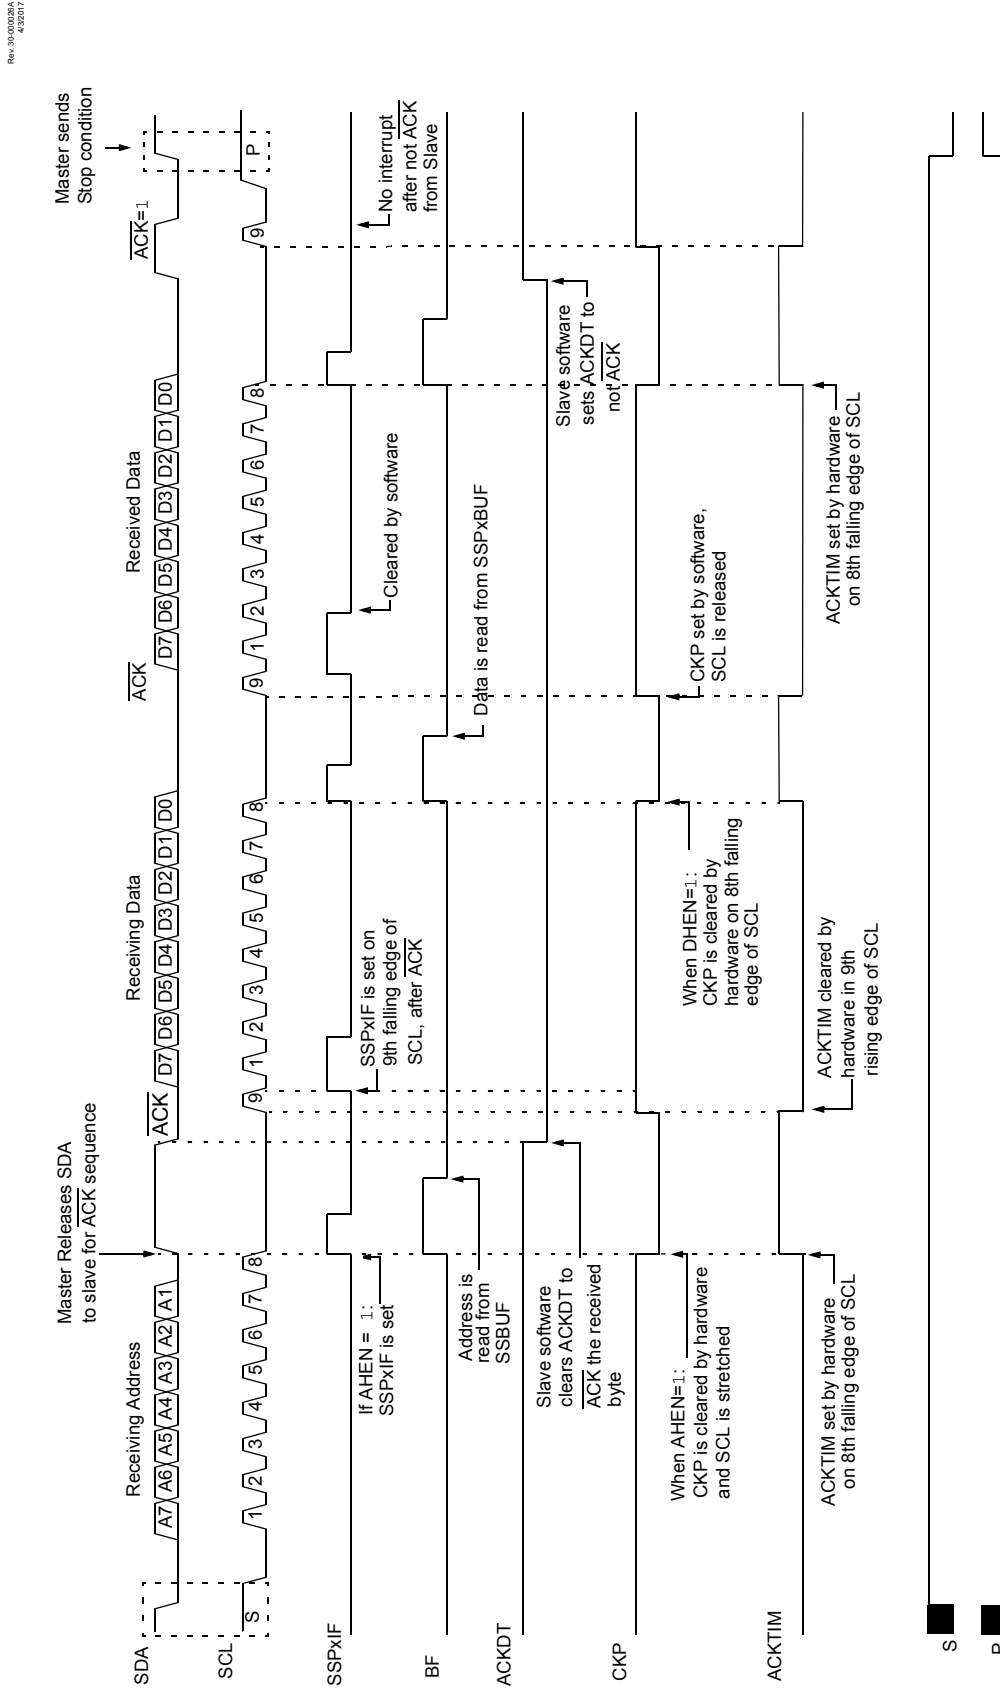 Rev. 30-000026A
4/3/2017
Master Releases SDA
to slave for ACK sequence
Master sends
Stop condition
Receiving Address
Receiving Data
Received Data
ACK
ACK
ACK=1
SDA
A7 A6 A5 A4 A3 A2 A1
D7 D6 D5 D4 D3 D2 D1 D0
D7 D6 D5 D4 D3 D2 D1 D0
SCL
S 1 2 3 4 5 6 7 8 9 1 2 3 4 5 6 7 8 9 1 2 3 4 5 6 7 8 9 P
SSPxIF
If AHEN = 1:
SSPxIF is set
SSPxIF is set on
9th falling edge of
SCL, after ACK
Cleared by software
No interrupt
after not ACK
from Slave
BF
Address is
read from
SSBUF
Data is read from SSPxBUF
ACKDT
Slave software
clears ACKDT to
ACK the received
byte
Slave software
sets ACKDT to
not ACK
CKP
When AHEN=1:
CKP is cleared by hardware
and SCL is stretched
When DHEN=1:
CKP is cleared by
hardware on 8th falling
edge of SCL
CKP set by software,
SCL is released
ACKTIM
ACKTIM set by hardware
on 8th falling edge of SCL
ACKTIM cleared by
hardware in 9th
rising edge of SCL
ACKTIM set by hardware
on 8th falling edge of SCL
S